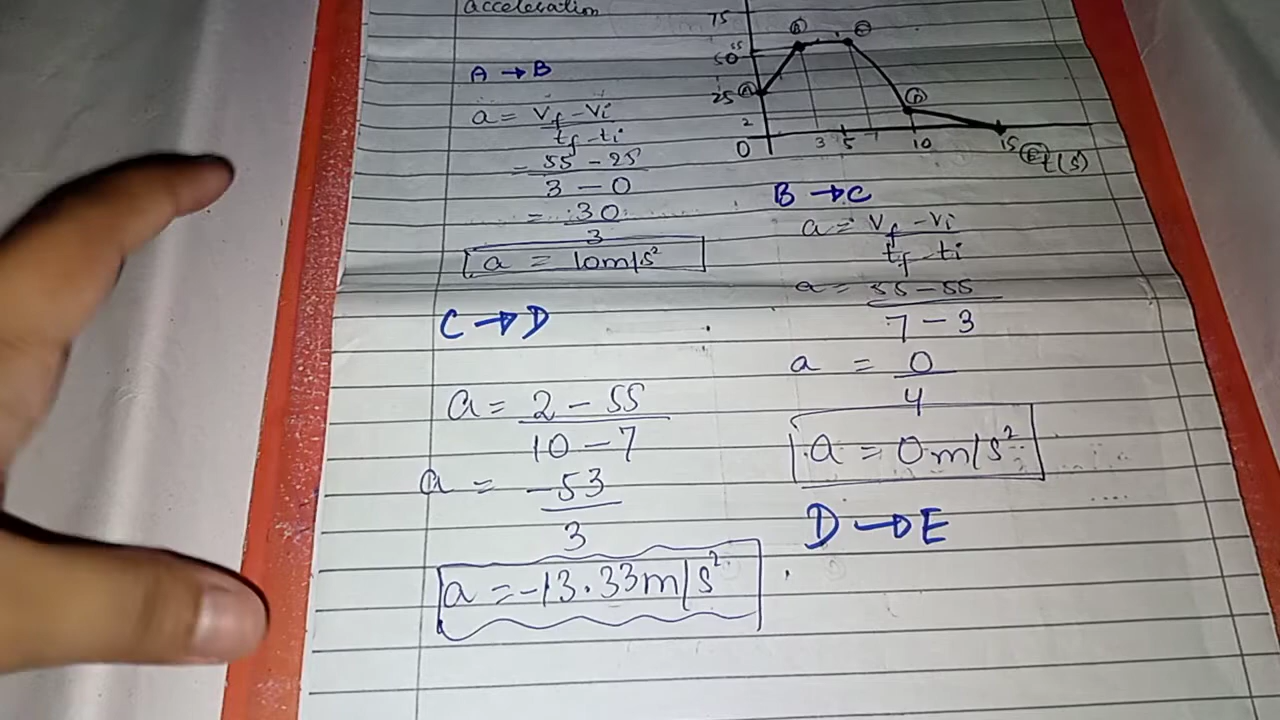 acceleration
A → B
a = Vf - Vi
tf - ti
= 55 - 25
3 - 0
= 30
3
a = 10m/s²
C → D
a = 2 - 55
10 - 7
a = -53
3
a = -13.33m/s²
75
55
50
25
2
0
A
B
C
D
3 5 7 10 15
E t(s)
B → C
a = Vf - Vi
tf - ti
a = 55 - 55
7 - 3
a = 0
4
a = 0m/s²
D → E